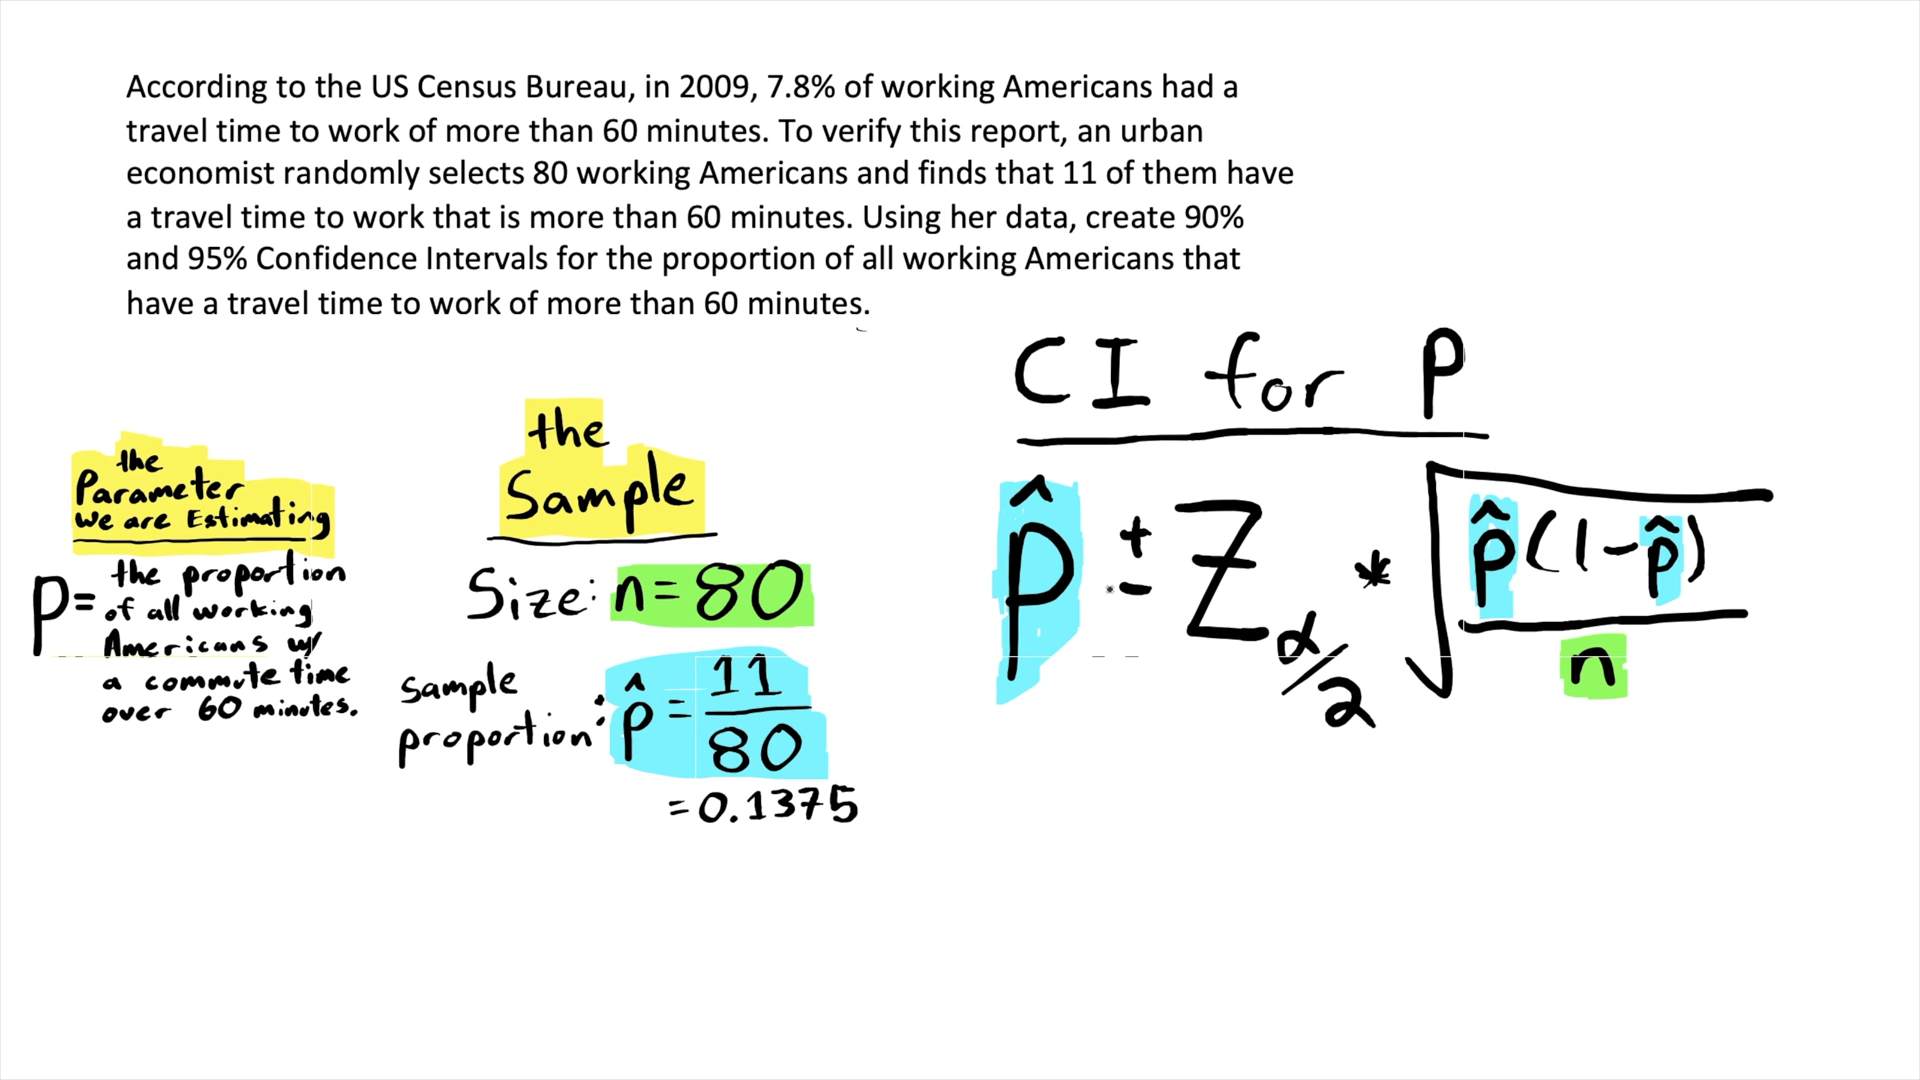 According to the US Census Bureau, in 2009, 7.8% of working Americans had a
travel time to work of more than 60 minutes. To verify this report, an urban
economist randomly selects 80 working Americans and finds that 11 of them have
a travel time to work that is more than 60 minutes. Using her data, create 90%
and 95% Confidence Intervals for the proportion of all working Americans that
have a travel time to work of more than 60 minutes.
the
Parameter
we are Estimating
p = the proportion
of all working
Americans w/
a commute time
over 60 minutes.
the
Sample
Size: n = 80
sample
proportion: p̂ = 11/80
= 0.1375
CI for P
p̂ ± Z α/2 * √ p̂(1-p̂)
n